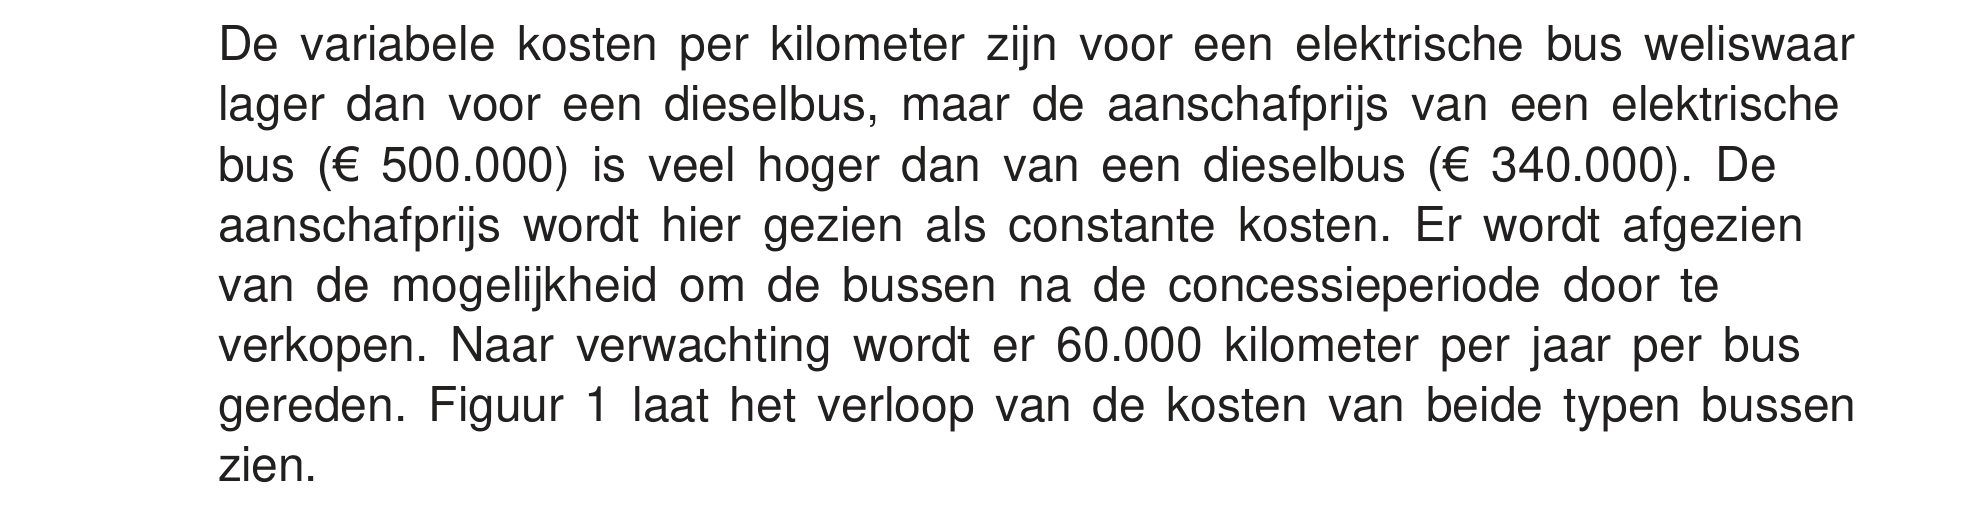 De variabele kosten per kilometer zijn voor een elektrische bus weliswaar
lager dan voor een dieselbus, maar de aanschafprijs van een elektrische
bus (€ 500.000) is veel hoger dan van een dieselbus (€ 340.000). De
aanschafprijs wordt hier gezien als constante kosten. Er wordt afgezien
van de mogelijkheid om de bussen na de concessieperiode door te
verkopen. Naar verwachting wordt er 60.000 kilometer per jaar per bus
gereden. Figuur 1 laat het verloop van de kosten van beide typen bussen
zien.